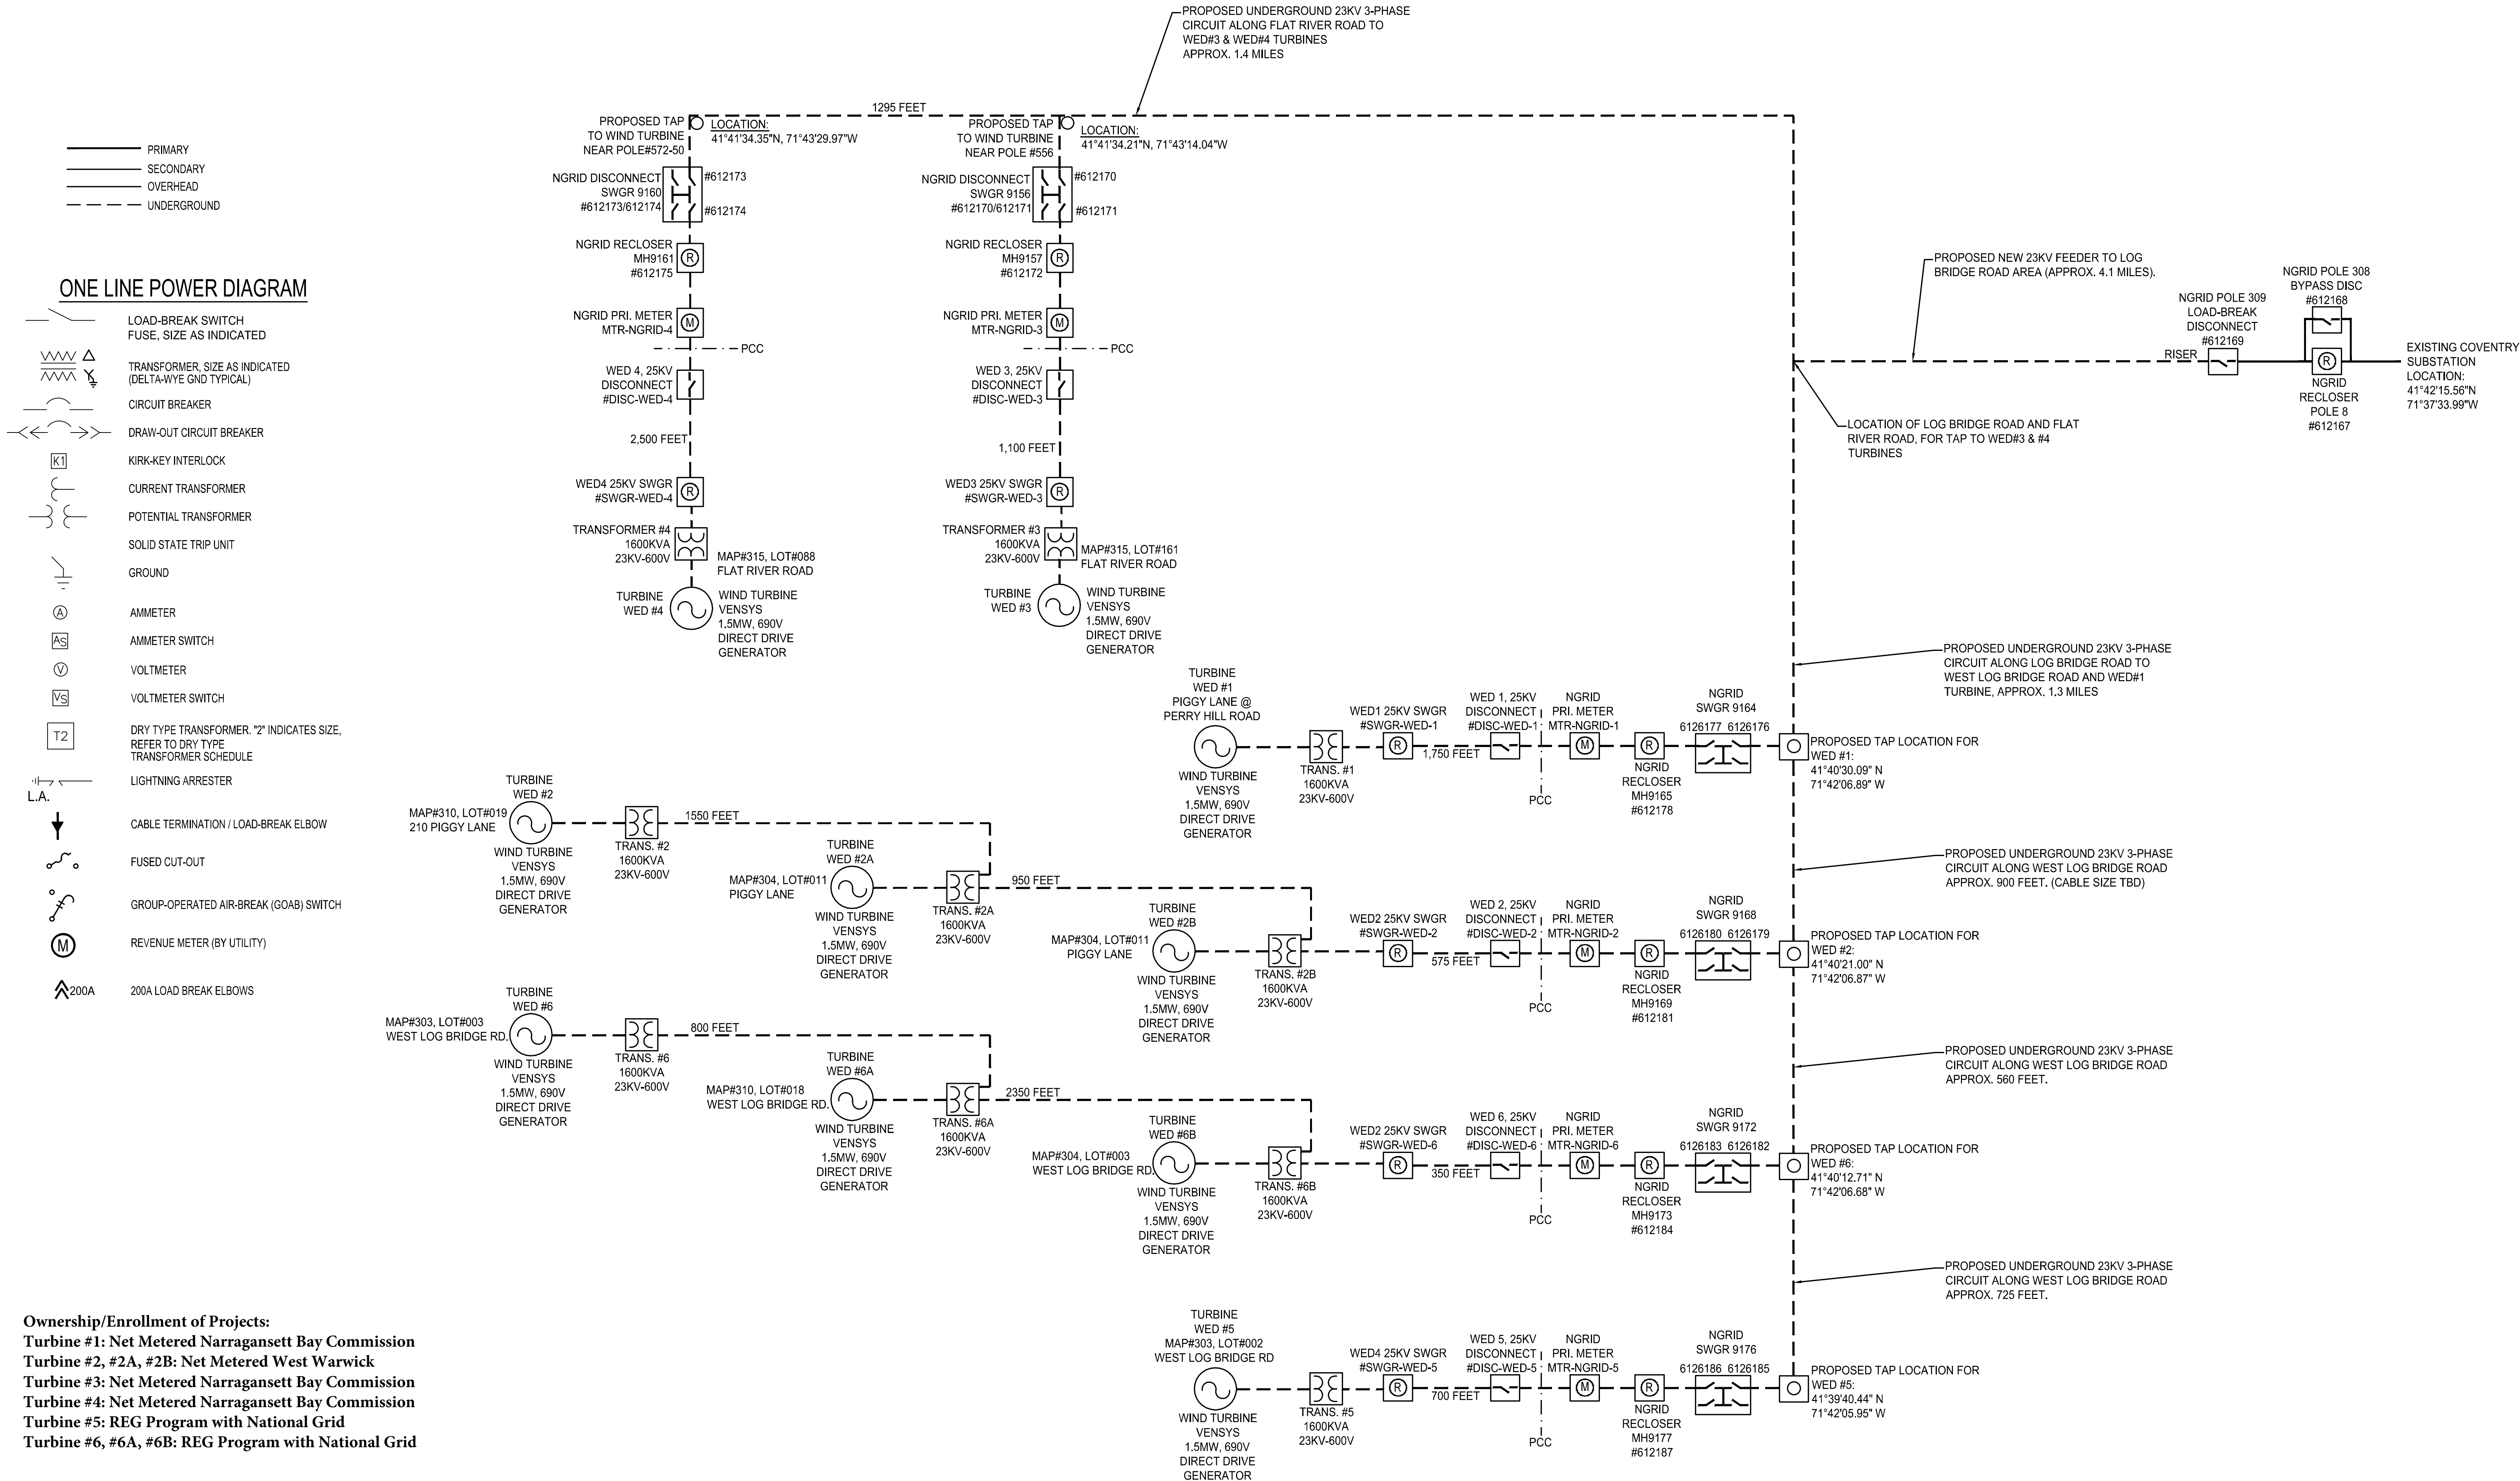 PROPOSED UNDERGROUND 23KV 3-PHASE
CIRCUIT ALONG FLAT RIVER ROAD TO
WED#3 & WED#4 TURBINES
APPROX. 1.4 MILES
1295 FEET
PROPOSED TAP
TO WIND TURBINE
NEAR POLE#572-50
LOCATION:
41°41'34.35"N, 71°43'29.97"W
PROPOSED TAP
TO WIND TURBINE
NEAR POLE #556
LOCATION:
41°41'34.21"N, 71°43'14.04"W
PRIMARY
SECONDARY
OVERHEAD
UNDERGROUND
NGRID DISCONNECT
SWGR 9160
#612173/612174
#612173
#612174
NGRID RECLOSER
MH9161
#612175
R
NGRID PRI. METER
MTR-NGRID-4
M
PCC
WED 4, 25KV
DISCONNECT
#DISC-WED-4
2,500 FEET
WED4 25KV SWGR
#SWGR-WED-4
R
TRANSFORMER #4
1600KVA
23KV-600V
MAP#315, LOT#088
FLAT RIVER ROAD
TURBINE
WED #4
WIND TURBINE
VENSYS
1.5MW, 690V
DIRECT DRIVE
GENERATOR
NGRID DISCONNECT
SWGR 9156
#612170/612171
#612170
#612171
NGRID RECLOSER
MH9157
#612172
R
NGRID PRI. METER
MTR-NGRID-3
M
PCC
WED 3, 25KV
DISCONNECT
#DISC-WED-3
1,100 FEET
WED3 25KV SWGR
#SWGR-WED-3
R
TRANSFORMER #3
1600KVA
23KV-600V
MAP#315, LOT#161
FLAT RIVER ROAD
TURBINE
WED #3
WIND TURBINE
VENSYS
1.5MW, 690V
DIRECT DRIVE
GENERATOR
PROPOSED NEW 23KV FEEDER TO LOG
BRIDGE ROAD AREA (APPROX. 4.1 MILES).
NGRID POLE 309
LOAD-BREAK
DISCONNECT
#612169
RISER
NGRID POLE 308
BYPASS DISC
#612168
R
NGRID
RECLOSER
POLE 8
#612167
EXISTING COVENTRY
SUBSTATION
LOCATION:
41°42'15.56"N
71°37'33.99"W
LOCATION OF LOG BRIDGE ROAD AND FLAT
RIVER ROAD, FOR TAP TO WED#3 & #4
TURBINES
ONE LINE POWER DIAGRAM
LOAD-BREAK SWITCH
FUSE, SIZE AS INDICATED
TRANSFORMER, SIZE AS INDICATED
(DELTA-WYE GND TYPICAL)
CIRCUIT BREAKER
DRAW-OUT CIRCUIT BREAKER
K1 KIRK-KEY INTERLOCK
CURRENT TRANSFORMER
POTENTIAL TRANSFORMER
SOLID STATE TRIP UNIT
GROUND
A AMMETER
AS AMMETER SWITCH
V VOLTMETER
VS VOLTMETER SWITCH
T2 DRY TYPE TRANSFORMER. "2" INDICATES SIZE,
REFER TO DRY TYPE
TRANSFORMER SCHEDULE
LIGHTNING ARRESTER
L.A.
CABLE TERMINATION / LOAD-BREAK ELBOW
FUSED CUT-OUT
GROUP-OPERATED AIR-BREAK (GOAB) SWITCH
M REVENUE METER (BY UTILITY)
200A 200A LOAD BREAK ELBOWS
PROPOSED UNDERGROUND 23KV 3-PHASE
CIRCUIT ALONG LOG BRIDGE ROAD TO
WEST LOG BRIDGE ROAD AND WED#1
TURBINE, APPROX. 1.3 MILES
TURBINE
WED #1
PIGGY LANE @
PERRY HILL ROAD
WIND TURBINE
VENSYS
1.5MW, 690V
DIRECT DRIVE
GENERATOR
TRANS. #1
1600KVA
23KV-600V
WED1 25KV SWGR
#SWGR-WED-1
R
1,750 FEET
WED 1, 25KV
DISCONNECT
#DISC-WED-1
PCC
NGRID
PRI. METER
MTR-NGRID-1
M
R
NGRID
RECLOSER
MH9165
#612178
NGRID
SWGR 9164
6126177 6126176
PROPOSED TAP LOCATION FOR
WED #1:
41°40'30.09" N
71°42'06.89" W
PROPOSED UNDERGROUND 23KV 3-PHASE
CIRCUIT ALONG WEST LOG BRIDGE ROAD
APPROX. 900 FEET. (CABLE SIZE TBD)
TURBINE
WED #2
MAP#310, LOT#019
210 PIGGY LANE
WIND TURBINE
VENSYS
1.5MW, 690V
DIRECT DRIVE
GENERATOR
TRANS. #2
1600KVA
23KV-600V
1550 FEET
TURBINE
WED #2A
MAP#304, LOT#011
PIGGY LANE
WIND TURBINE
VENSYS
1.5MW, 690V
DIRECT DRIVE
GENERATOR
TRANS. #2A
1600KVA
23KV-600V
950 FEET
TURBINE
WED #2B
MAP#304, LOT#011
PIGGY LANE
WIND TURBINE
VENSYS
1.5MW, 690V
DIRECT DRIVE
GENERATOR
TRANS. #2B
1600KVA
23KV-600V
WED2 25KV SWGR
#SWGR-WED-2
R
575 FEET
WED 2, 25KV
DISCONNECT
#DISC-WED-2
PCC
NGRID
PRI. METER
MTR-NGRID-2
M
R
NGRID
RECLOSER
MH9169
#612181
NGRID
SWGR 9168
6126180 6126179
PROPOSED TAP LOCATION FOR
WED #2:
41°40'21.00" N
71°42'06.87" W
PROPOSED UNDERGROUND 23KV 3-PHASE
CIRCUIT ALONG WEST LOG BRIDGE ROAD
APPROX. 560 FEET.
TURBINE
WED #6
MAP#303, LOT#003
WEST LOG BRIDGE RD.
WIND TURBINE
VENSYS
1.5MW, 690V
DIRECT DRIVE
GENERATOR
TRANS. #6
1600KVA
23KV-600V
800 FEET
TURBINE
WED #6A
MAP#310, LOT#018
WEST LOG BRIDGE RD.
WIND TURBINE
VENSYS
1.5MW, 690V
DIRECT DRIVE
GENERATOR
TRANS. #6A
1600KVA
23KV-600V
2350 FEET
TURBINE
WED #6B
MAP#304, LOT#003
WEST LOG BRIDGE RD.
WIND TURBINE
VENSYS
1.5MW, 690V
DIRECT DRIVE
GENERATOR
TRANS. #6B
1600KVA
23KV-600V
WED2 25KV SWGR
#SWGR-WED-6
R
350 FEET
WED 6, 25KV
DISCONNECT
#DISC-WED-6
PCC
NGRID
PRI. METER
MTR-NGRID-6
M
R
NGRID
RECLOSER
MH9173
#612184
NGRID
SWGR 9172
6126183 6126182
PROPOSED TAP LOCATION FOR
WED #6:
41°40'12.71" N
71°42'06.68" W
PROPOSED UNDERGROUND 23KV 3-PHASE
CIRCUIT ALONG WEST LOG BRIDGE ROAD
APPROX. 725 FEET.
TURBINE
WED #5
MAP#303, LOT#002
WEST LOG BRIDGE RD
WIND TURBINE
VENSYS
1.5MW, 690V
DIRECT DRIVE
GENERATOR
TRANS. #5
1600KVA
23KV-600V
WED4 25KV SWGR
#SWGR-WED-5
R
700 FEET
WED 5, 25KV
DISCONNECT
#DISC-WED-5
PCC
NGRID
PRI. METER
MTR-NGRID-5
M
R
NGRID
RECLOSER
MH9177
#612187
NGRID
SWGR 9176
6126186 6126185
PROPOSED TAP LOCATION FOR
WED #5:
41°39'40.44" N
71°42'05.95" W
Ownership/Enrollment of Projects:
Turbine #1: Net Metered Narragansett Bay Commission
Turbine #2, #2A, #2B: Net Metered West Warwick
Turbine #3: Net Metered Narragansett Bay Commission
Turbine #4: Net Metered Narragansett Bay Commission
Turbine #5: REG Program with National Grid
Turbine #6, #6A, #6B: REG Program with National Grid